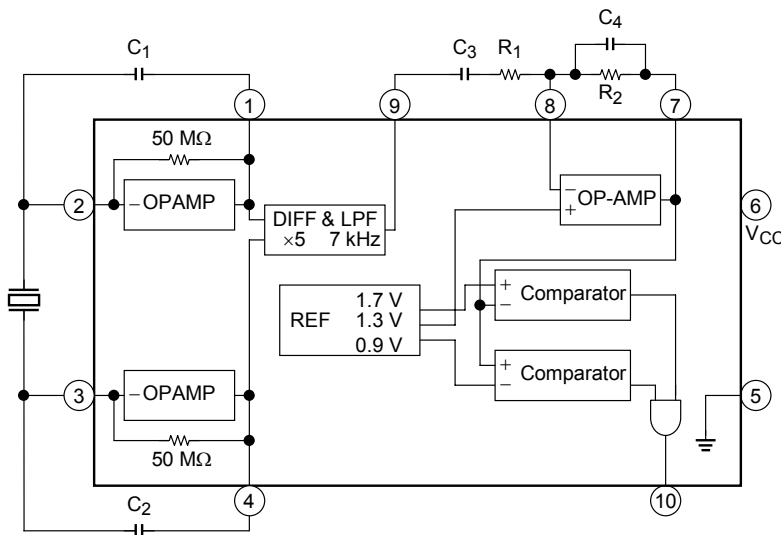 C1
C3
R1
C4
R2
1
9
8
7
50 MΩ
2
−OPAMP
DIFF & LPF
×5 7 kHz
−
+
OP-AMP
6
VCC
REF
1.7 V
1.3 V
0.9 V
+
−
Comparator
+
−
Comparator
3
−OPAMP
5
50 MΩ
4
10
C2